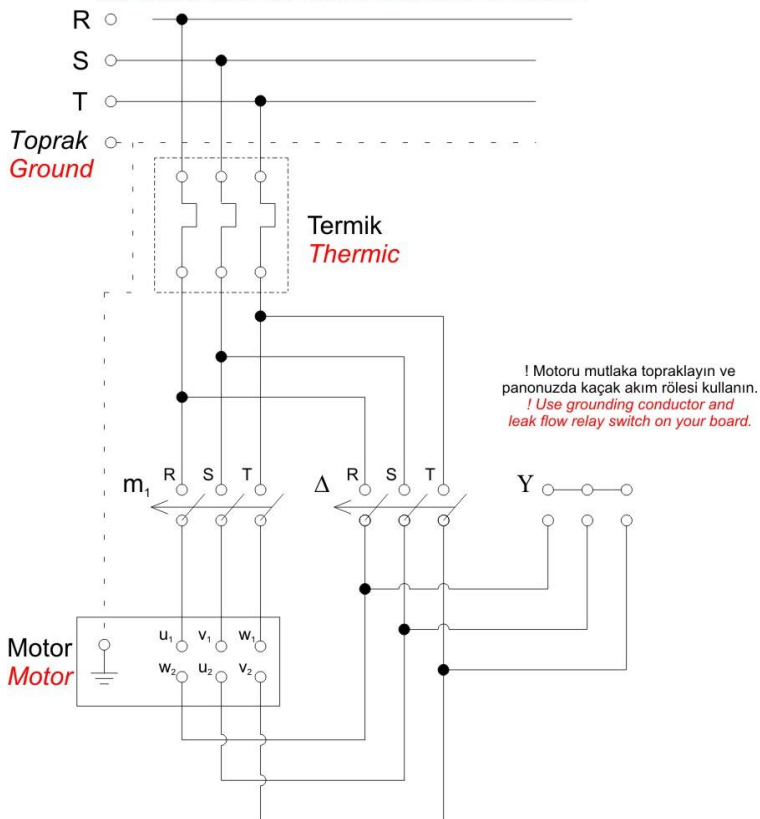 R
S
T
Toprak
Ground
Termik
Thermic
! Motoru mutlaka topraklayın ve
panonuzda kaçak akım rölesi kullanın.
! Use grounding conductor and
leak flow relay switch on your board.
m₁ R S T
Δ R S T
Y
Motor
Motor
u₁ v₁ w₁
w₂ u₂ v₂